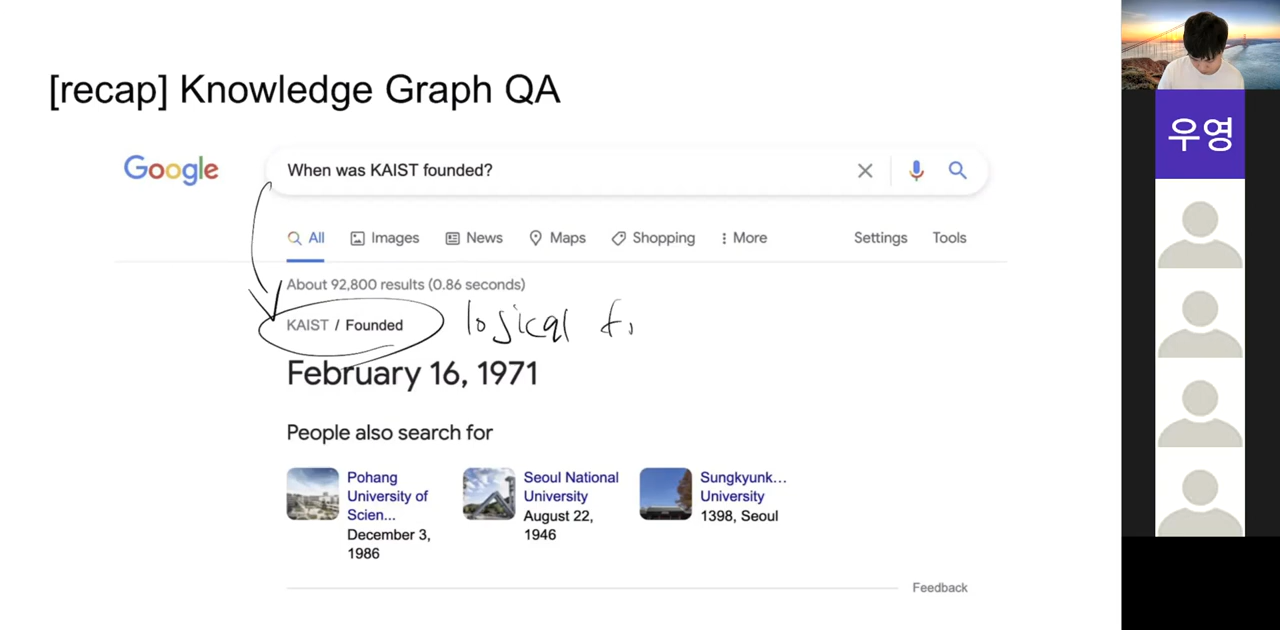 [recap] Knowledge Graph QA
Google
When was KAIST founded?
All Images News Maps Shopping More Settings Tools
About 92,800 results (0.86 seconds)
KAIST / Founded
logical
February 16, 1971
People also search for
Pohang
University of
Scien...
December 3,
1986
Seoul National
University
August 22,
1946
Sungkyunk...
University
1398, Seoul
Feedback
우영